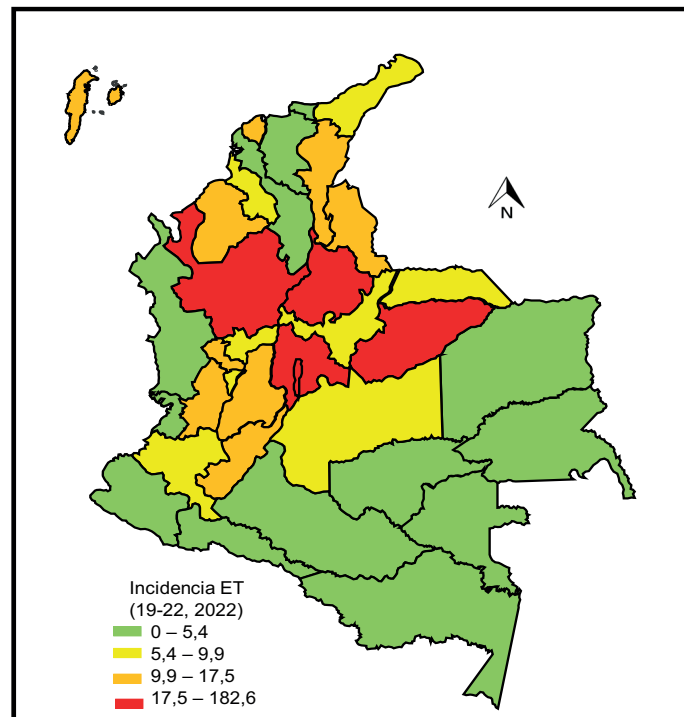 N
Incidencia ET
(19-22, 2022)
0 – 5,4
5,4 – 9,9
9,9 – 17,5
17,5 – 182,6